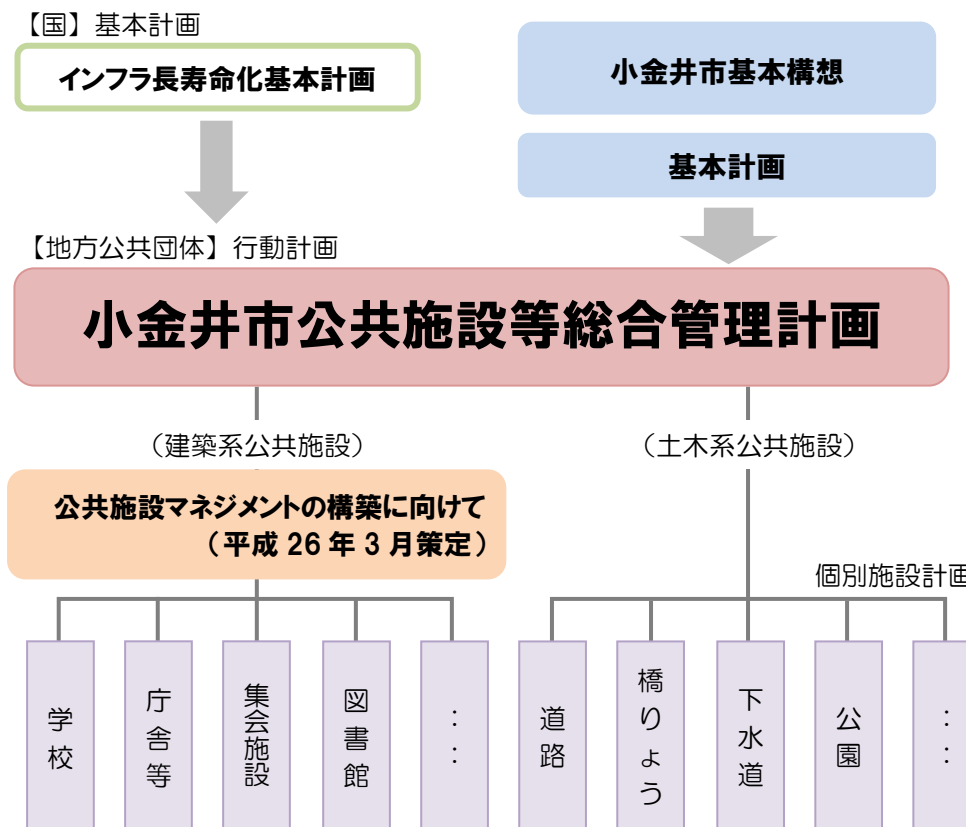 【国】基本計画
インフラ長寿命化基本計画
小金井市基本構想
基本計画
【地方公共団体】行動計画
小金井市公共施設等総合管理計画
（建築系公共施設）
（土木系公共施設）
公共施設マネジメントの構築に向けて
（平成 26 年 3 月策定）
個別施設計画
学校
庁舎等
集会施設
図書館
：：
道路
橋りょう
下水道
公園
：：